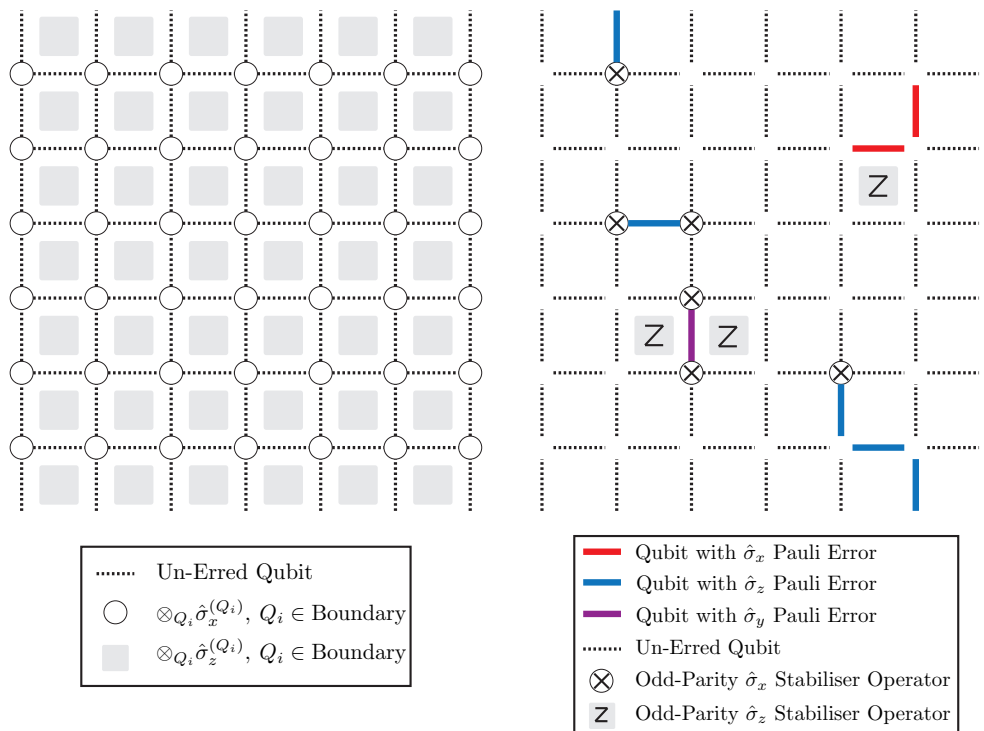 Z
Z Z
Un-Erred Qubit
⊗_{Q_i} σ̂_x^{(Q_i)}, Q_i ∈ Boundary
⊗_{Q_i} σ̂_z^{(Q_i)}, Q_i ∈ Boundary
Qubit with σ̂_x Pauli Error
Qubit with σ̂_z Pauli Error
Qubit with σ̂_y Pauli Error
Un-Erred Qubit
Odd-Parity σ̂_x Stabiliser Operator
Z Odd-Parity σ̂_z Stabiliser Operator